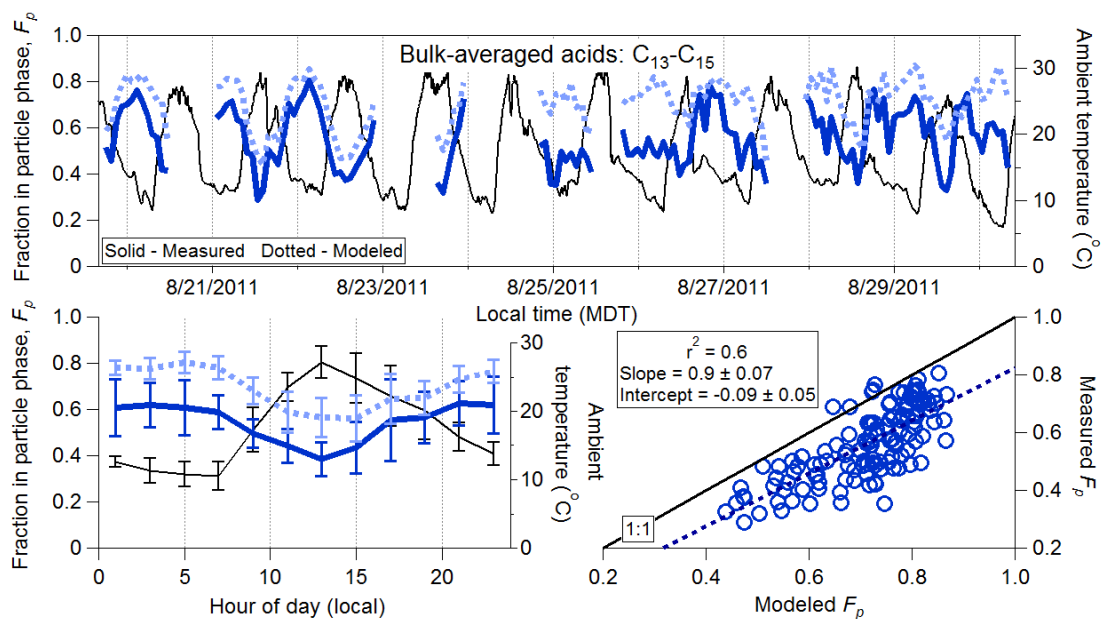 Bulk-averaged acids: C13-C15
Fraction in particle phase, Fp
1.0
0.8
0.6
0.4
0.2
0
Solid - Measured Dotted - Modeled
30
20
10
0
Ambient temperature (°C)
8/21/2011 8/23/2011 8/25/2011 8/27/2011 8/29/2011
Local time (MDT)
Fraction in particle phase, Fp
1.0
0.8
0.6
0.4
0.2
0
30
20
10
0
Ambient
temperature (°C)
0 5 10 15 20
Hour of day (local)
r2 = 0.6
Slope = 0.9 ± 0.07
Intercept = -0.09 ± 0.05
1:1
1.0
0.8
0.6
0.4
0.2
Measured Fp
0.2 0.4 0.6 0.8 1.0
Modeled Fp